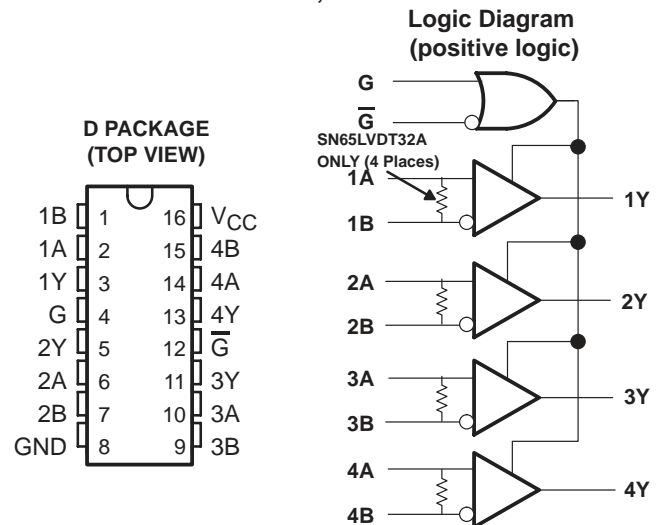 Logic Diagram
(positive logic)
G
G̅
SN65LVDT32A
ONLY (4 Places)
1A
1B
1Y
2A
2B
2Y
3A
3B
3Y
4A
4B
4Y
D PACKAGE
(TOP VIEW)
1B 1 16 VCC
1A 2 15 4B
1Y 3 14 4A
G 4 13 4Y
2Y 5 12 G̅
2A 6 11 3Y
2B 7 10 3A
GND 8 9 3B